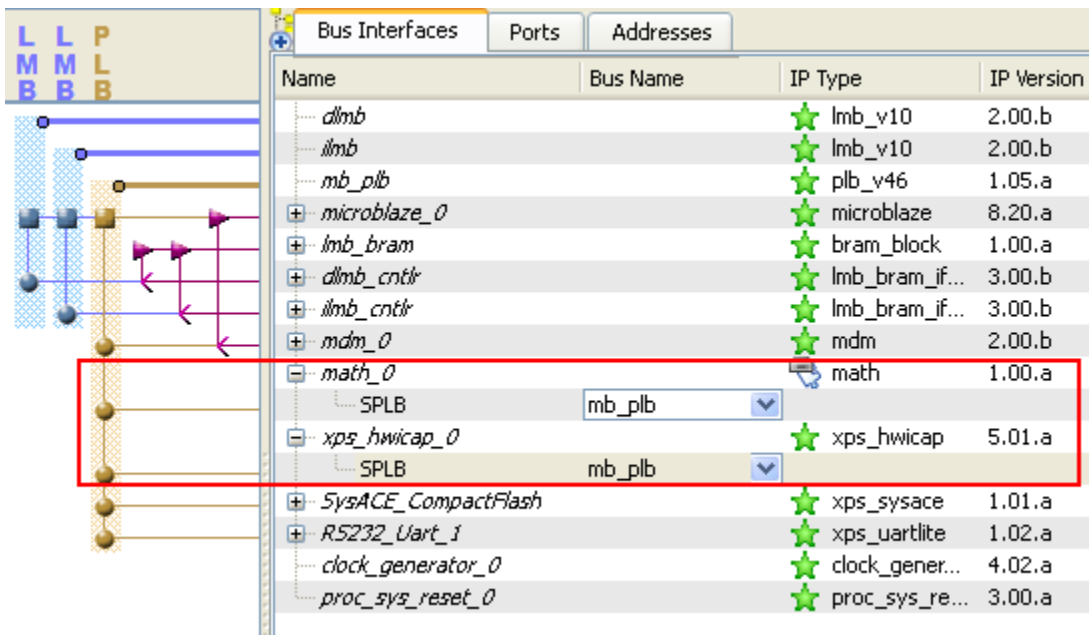 L L P
M M L
B B B
Bus Interfaces Ports Addresses
Name Bus Name IP Type IP Version
dlmb lmb_v10 2.00.b
ilmb lmb_v10 2.00.b
mb_plb plb_v46 1.05.a
microblaze_0 microblaze 8.20.a
lmb_bram bram_block 1.00.a
dlmb_cntlr lmb_bram_if... 3.00.b
ilmb_cntlr lmb_bram_if... 3.00.b
mdm_0 mdm 2.00.b
math_0 math 1.00.a
SPLB mb_plb
xps_hwicap_0 xps_hwicap 5.01.a
SPLB mb_plb
SysACE_CompactFlash xps_sysace 1.01.a
RS232_Uart_1 xps_uartlite 1.02.a
clock_generator_0 clock_gener... 4.02.a
proc_sys_reset_0 proc_sys_re... 3.00.a